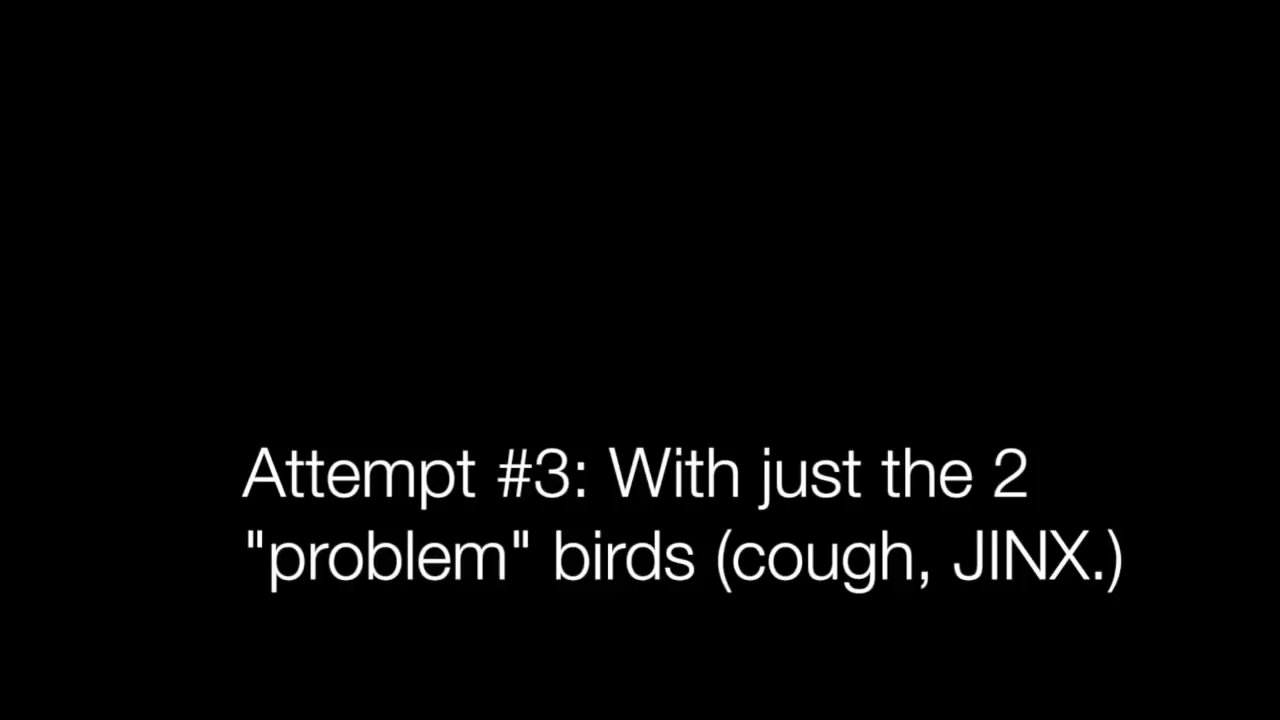 Attempt #3: With just the 2
"problem" birds (cough, JINX.)